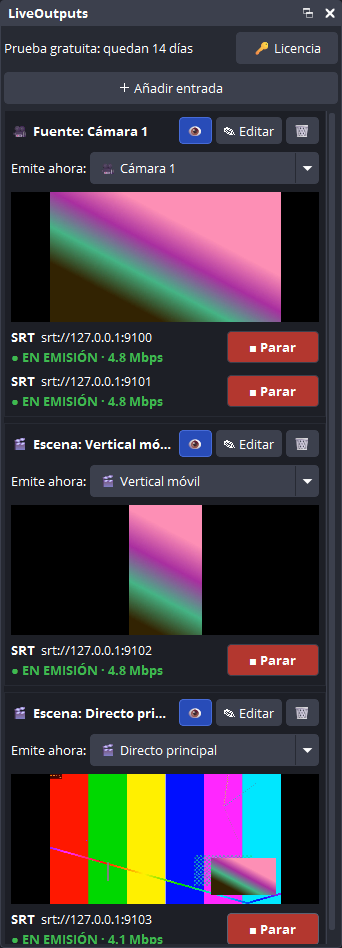 LiveOutputs
Prueba gratuita: quedan 14 días
Licencia
+ Añadir entrada
Fuente: Cámara 1
Editar
Emite ahora: Cámara 1
SRT srt://127.0.0.1:9100
● EN EMISIÓN · 4.8 Mbps
■ Parar
SRT srt://127.0.0.1:9101
● EN EMISIÓN · 4.8 Mbps
■ Parar
Escena: Vertical mó...
Editar
Emite ahora: Vertical móvil
SRT srt://127.0.0.1:9102
● EN EMISIÓN · 4.8 Mbps
■ Parar
Escena: Directo pri...
Editar
Emite ahora: Directo principal
SRT srt://127.0.0.1:9103
● EN EMISIÓN · 4.1 Mbps
■ Parar